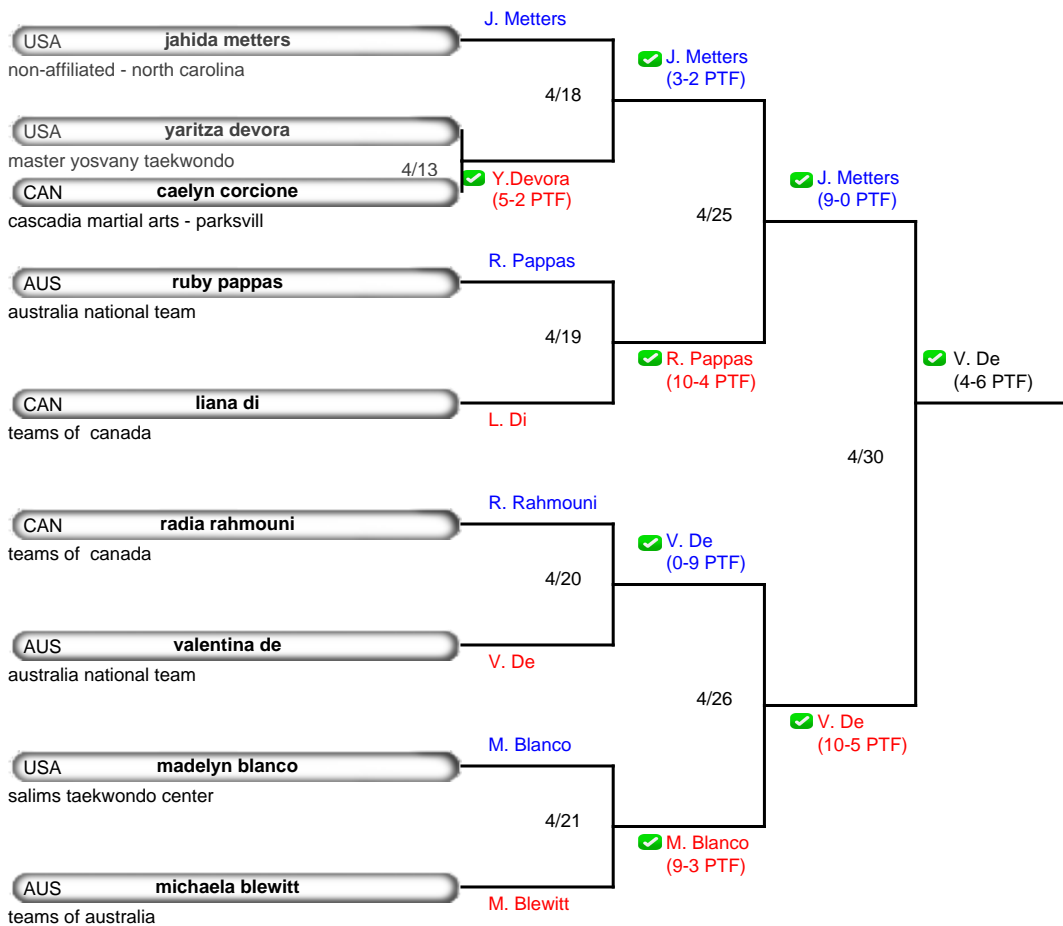 J. Metters
USA jahida metters
non-affiliated - north carolina
J. Metters
(3-2 PTF)
4/18
USA yaritza devora
master yosvany taekwondo
4/13
Y.Devora
(5-2 PTF)
CAN caelyn corcione
cascadia martial arts - parksvill
J. Metters
(9-0 PTF)
4/25
R. Pappas
AUS ruby pappas
australia national team
4/19
R. Pappas
(10-4 PTF)
V. De
(4-6 PTF)
CAN liana di
teams of  canada
L. Di
4/30
R. Rahmouni
CAN radia rahmouni
teams of  canada
V. De
(0-9 PTF)
4/20
AUS valentina de
australia national team
V. De
4/26
V. De
(10-5 PTF)
M. Blanco
USA madelyn blanco
salims taekwondo center
4/21
M. Blanco
(9-3 PTF)
AUS michaela blewitt
teams of australia
M. Blewitt